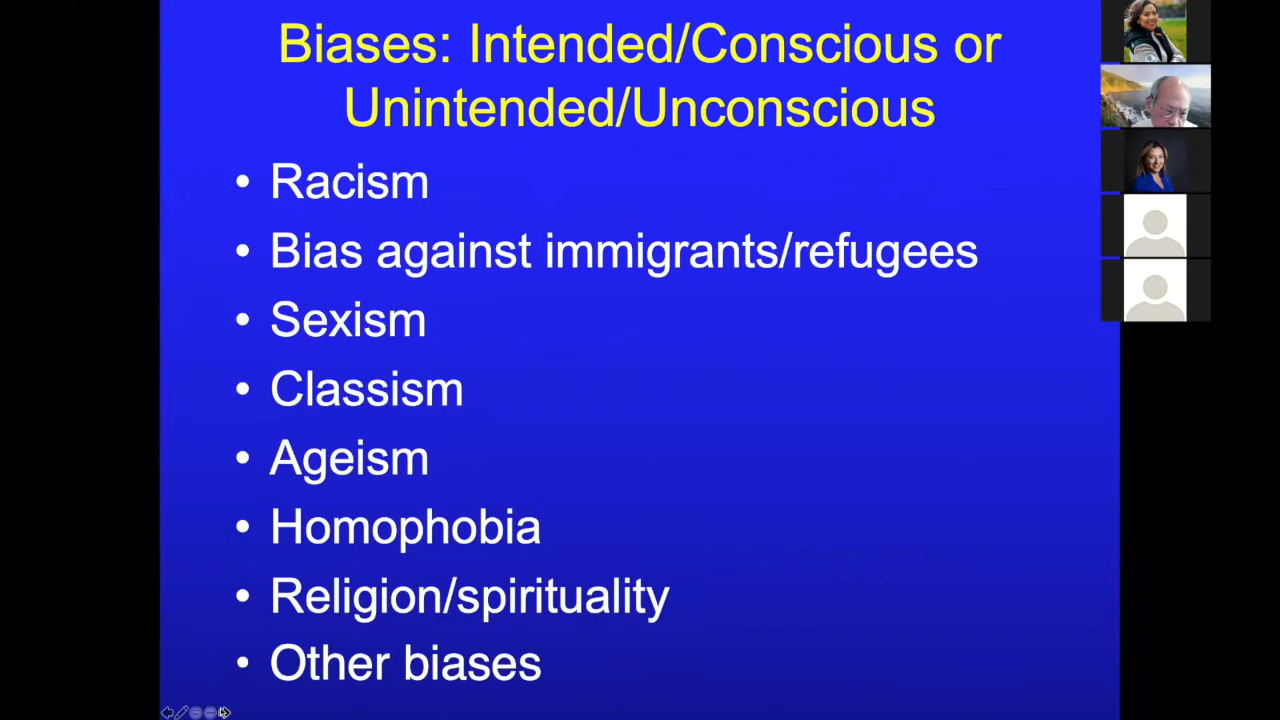 Biases: Intended/Conscious or
Unintended/Unconscious
• Racism
• Bias against immigrants/refugees
• Sexism
• Classism
• Ageism
• Homophobia
• Religion/spirituality
• Other biases